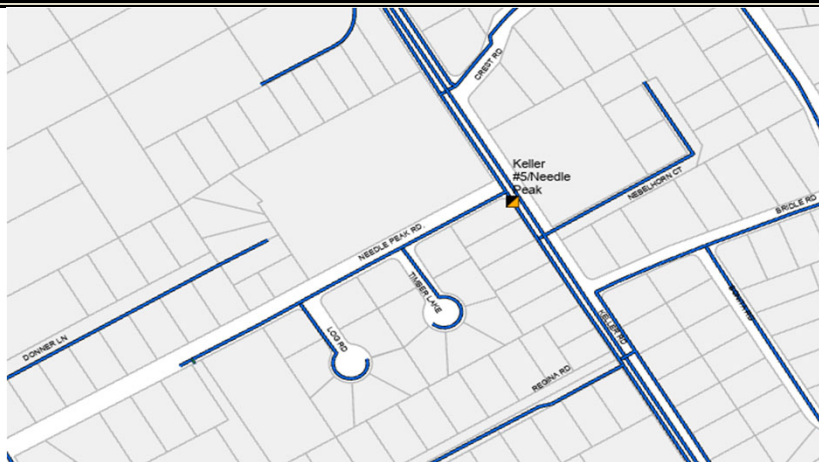 CREST RD
Keller
#5/Needle
Peak
NEBELHORN CT
BRIDLE RD
NEEDLE PEAK RD.
TIMBER LAKE
LOG RD
KELLER RD
DONNER LN
REGINA RD